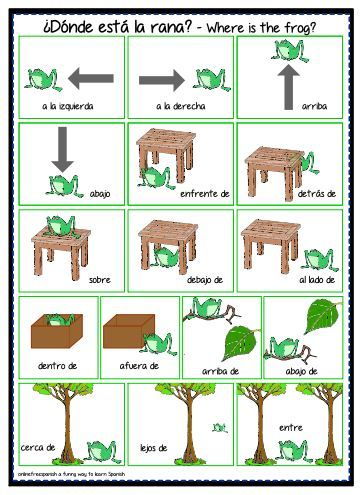 ¿Dónde está la rana? - Where is the frog?
a la izquierda
a la derecha
arriba
abajo
enfrente de
detrás de
sobre
debajo de
al lado de
dentro de
afuera de
arriba de
abajo de
cerca de
lejos de
entre
onlinefreespanish a funny way to learn Spanish